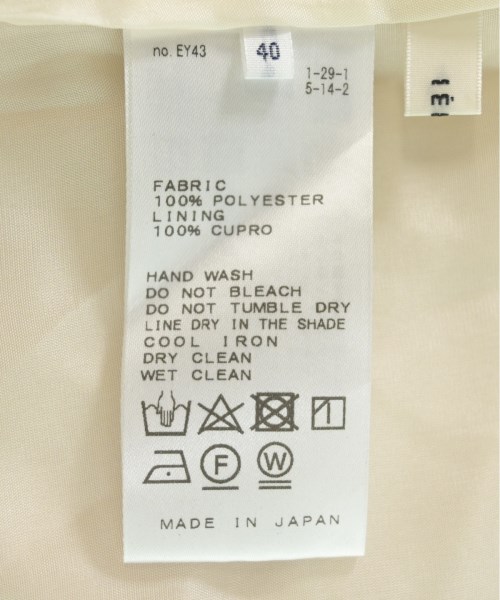 no. EY43
40
1-29-1
5-14-2
FABRIC
100% POLYESTER
LINING
100% CUPRO
HAND WASH
DO NOT BLEACH
DO NOT TUMBLE DRY
LINE DRY IN THE SHADE
COOL IRON
DRY CLEAN
WET CLEAN
F
W
MADE IN JAPAN